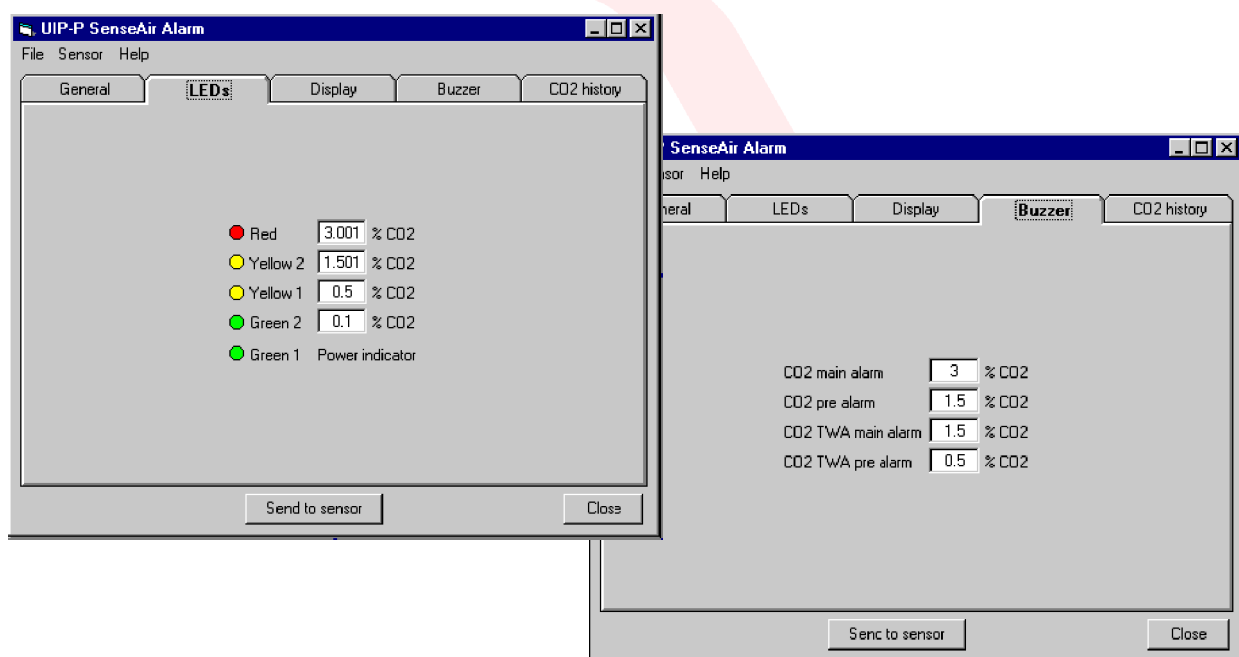 UIP-P SenseAir Alarm
File Sensor Help
General LEDs Display Buzzer CO2 history
Red 3.001 % CO2
Yellow 2 1.501 % CO2
Yellow 1 0.5 % CO2
Green 2 0.1 % CO2
Green 1 Power indicator
Send to sensor Close
P SenseAir Alarm
nsor Help
neral LEDs Display Buzzer CO2 history
CO2 main alarm 3 % CO2
CO2 pre alarm 1.5 % CO2
CO2 TWA main alarm 1.5 % CO2
CO2 TWA pre alarm 0.5 % CO2
Senc to sensor Close